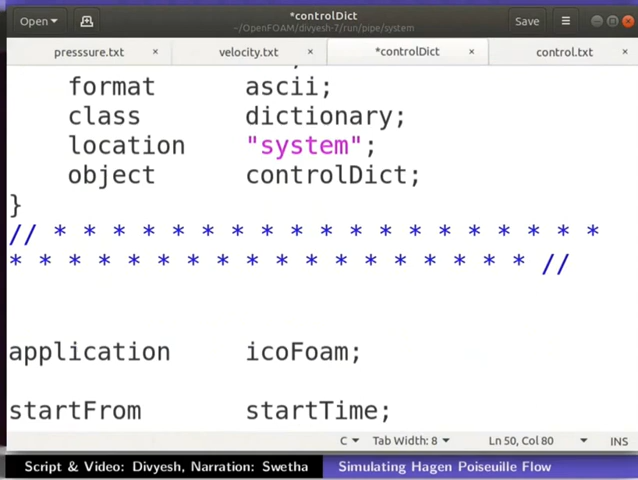 Open
*controlDict
~/OpenFOAM/divyesh-7/run/pipe/system
Save
presssure.txt × velocity.txt × *controlDict × control.txt ×
format ascii;
class dictionary;
location "system";
object controlDict;
}
// * * * * * * * * * * * * * * * * * * *
* * * * * * * * * * * * * * * * * * //
application icoFoam;
startFrom startTime;
C Tab Width: 8 Ln 50, Col 80 INS
Script & Video: Divyesh, Narration: Swetha Simulating Hagen Poiseuille Flow